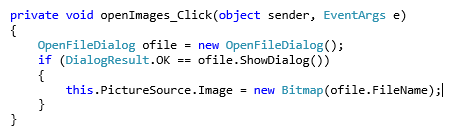 private void openImages_Click(object sender, EventArgs e)
{
    OpenFileDialog ofile = new OpenFileDialog();
    if (DialogResult.OK == ofile.ShowDialog())
    {
        this.PictureSource.Image = new Bitmap(ofile.FileName);
    }
}